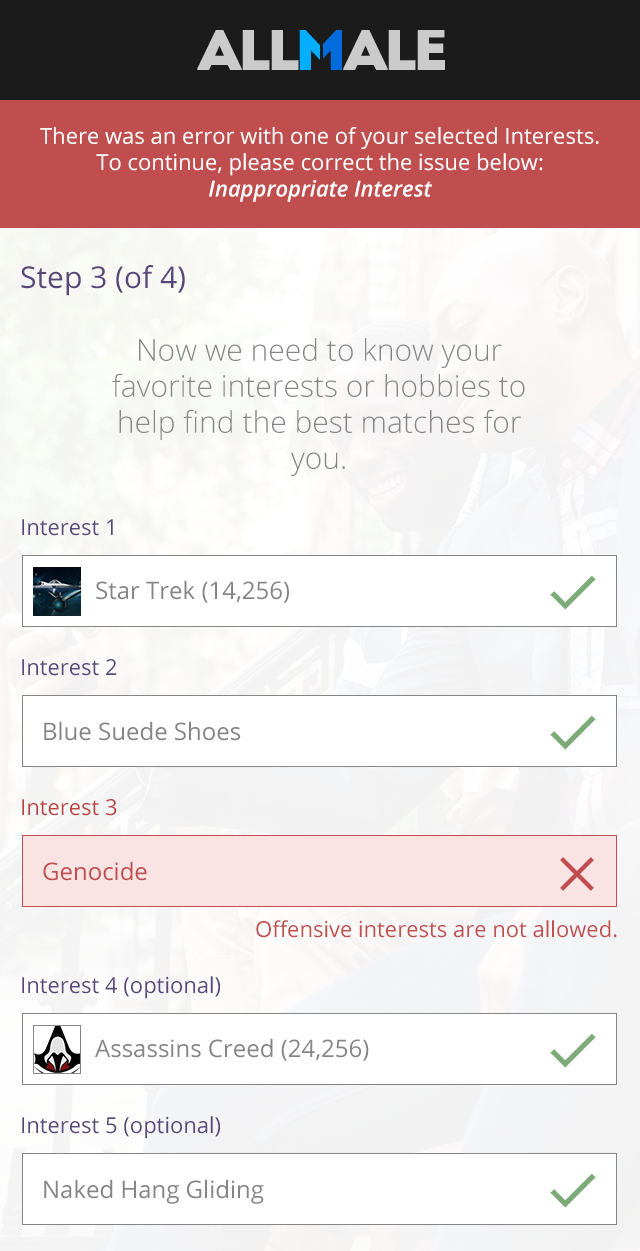 ALLMALE
There was an error with one of your selected Interests.
To continue, please correct the issue below:
Inappropriate Interest
Step 3 (of 4)
Now we need to know your
favorite interests or hobbies to
help find the best matches for
you.
Interest 1
Star Trek (14,256)
Interest 2
Blue Suede Shoes
Interest 3
Genocide
Offensive interests are not allowed.
Interest 4 (optional)
Assassins Creed (24,256)
Interest 5 (optional)
Naked Hang Gliding